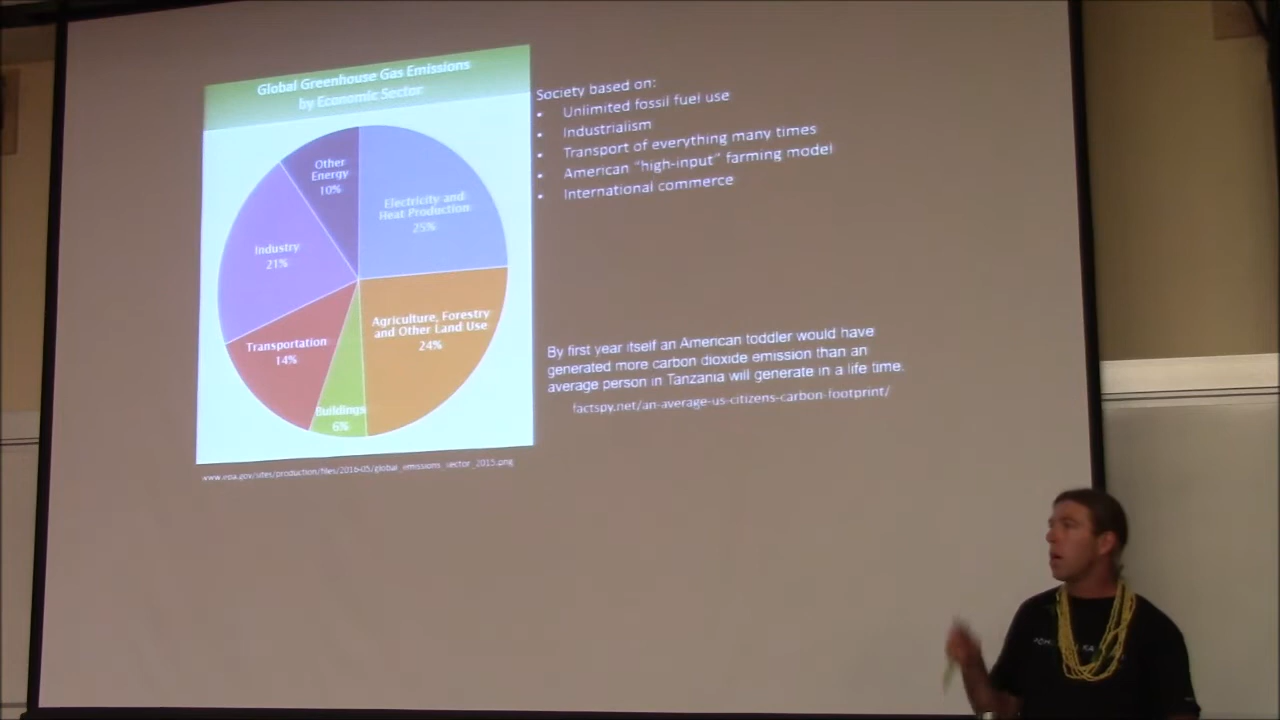 Global Greenhouse Gas Emissions
by Economic Sector
Other
Energy
10%
Electricity and
Heat Production
25%
Industry
21%
Agriculture, Forestry
and Other Land Use
24%
Transportation
14%
Buildings
6%
www.epa.gov/sites/production/files/2016-05/global_emissions_sector_2015.png
Society based on:
• Unlimited fossil fuel use
• Industrialism
• Transport of everything many times
• American "high-input" farming model
• International commerce
By first year itself an American toddler would have
generated more carbon dioxide emission than an
average person in Tanzania will generate in a life time.
factspy.net/an-average-us-citizens-carbon-footprint/